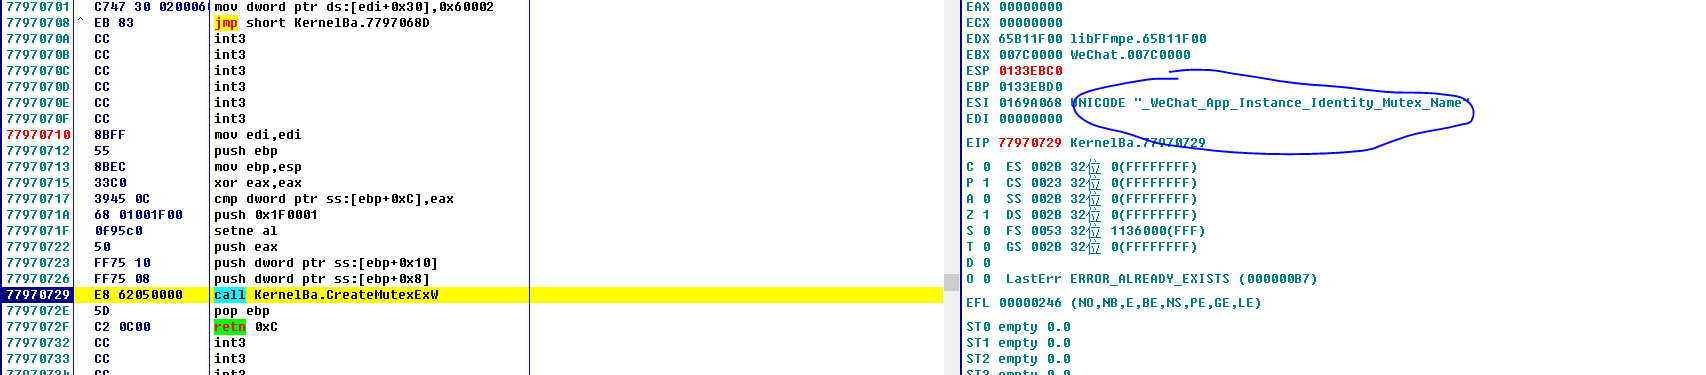 77970701 C747 30 0200060 mov dword ptr ds:[edi+0x30],0x60002
77970708 ^ EB 83 jmp short KernelBa.7797068D
7797070A CC int3
7797070B CC int3
7797070C CC int3
7797070D CC int3
7797070E CC int3
7797070F CC int3
77970710 8BFF mov edi,edi
77970712 55 push ebp
77970713 8BEC mov ebp,esp
77970715 33C0 xor eax,eax
77970717 3945 0C cmp dword ptr ss:[ebp+0xC],eax
7797071A 68 01001F00 push 0x1F0001
7797071F 0f95c0 setne al
77970722 50 push eax
77970723 FF75 10 push dword ptr ss:[ebp+0x10]
77970726 FF75 08 push dword ptr ss:[ebp+0x8]
77970729 E8 62050000 call KernelBa.CreateMutexExW
7797072E 5D pop ebp
7797072F C2 0C00 retn 0xC
77970732 CC int3
77970733 CC int3
77970734 CC int3
EAX 00000000
ECX 00000000
EDX 65B11F00 libFFmpe.65B11F00
EBX 007C0000 WeChat.007C0000
ESP 0133EBC0
EBP 0133EBD0
ESI 0169A068 UNICODE "_WeChat_App_Instance_Identity_Mutex_Name"
EDI 00000000
EIP 77970729 KernelBa.77970729
C 0 ES 002B 32位 0(FFFFFFFF)
P 1 CS 0023 32位 0(FFFFFFFF)
A 0 SS 002B 32位 0(FFFFFFFF)
Z 1 DS 002B 32位 0(FFFFFFFF)
S 0 FS 0053 32位 1136000(FFF)
T 0 GS 002B 32位 0(FFFFFFFF)
D 0
O 0 LastErr ERROR_ALREADY_EXISTS (000000B7)
EFL 00000246 (NO,NB,E,BE,NS,PE,GE,LE)
ST0 empty 0.0
ST1 empty 0.0
ST2 empty 0.0
ST3 empty 0.0